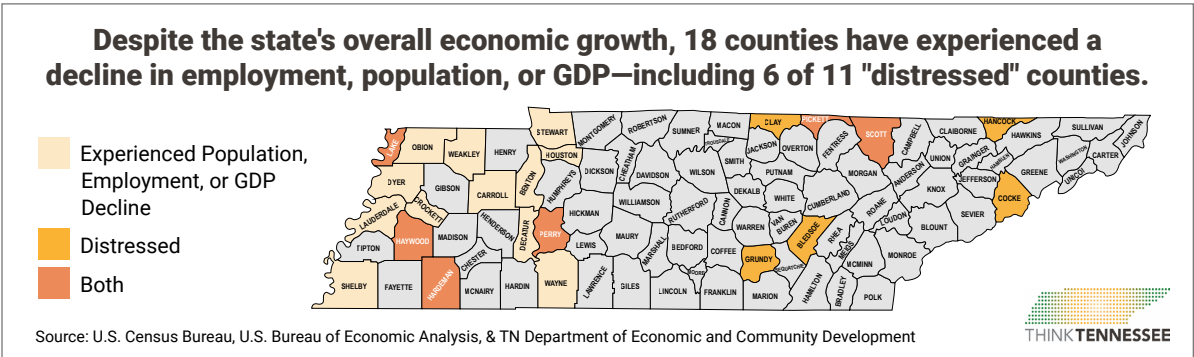 Despite the state's overall economic growth, 18 counties have experienced a
decline in employment, population, or GDP—including 6 of 11 "distressed" counties.
Experienced Population,
Employment, or GDP
Decline
Distressed
Both
LAKE
OBION
WEAKLEY
HENRY
STEWART
MONTGOMERY
ROBERTSON
SUMNER
MACON
TROUSDALE
CLAY
PICKETT
SCOTT
CAMPBELL
CLAIBORNE
HANCOCK
HAWKINS
SULLIVAN
JOHNSON
DYER
GIBSON
CARROLL
BENTON
HOUSTON
HUMPHREYS
DICKSON
CHEATHAM
DAVIDSON
WILSON
SMITH
JACKSON
OVERTON
FENTRESS
PUTNAM
MORGAN
ANDERSON
UNION
GRAINGER
HAMBLEN
GREENE
WASHINGTON
UNICOI
CARTER
LAUDERDALE
CROCKETT
HAYWOOD
MADISON
HENDERSON
DECATUR
PERRY
HICKMAN
WILLIAMSON
RUTHERFORD
CANNON
DEKALB
WHITE
CUMBERLAND
ROANE
LOUDON
KNOX
JEFFERSON
SEVIER
COCKE
TIPTON
CHESTER
LEWIS
MAURY
MARSHALL
BEDFORD
COFFEE
WARREN
VAN
BUREN
BLEDSOE
RHEA
MEIGS
BLOUNT
MONROE
MCMINN
SHELBY
FAYETTE
HARDEMAN
MCNAIRY
HARDIN
WAYNE
LAWRENCE
GILES
LINCOLN
MOORE
FRANKLIN
GRUNDY
SEQUATCHIE
MARION
HAMILTON
BRADLEY
POLK
Source: U.S. Census Bureau, U.S. Bureau of Economic Analysis, & TN Department of Economic and Community Development
THINKTENNESSEE